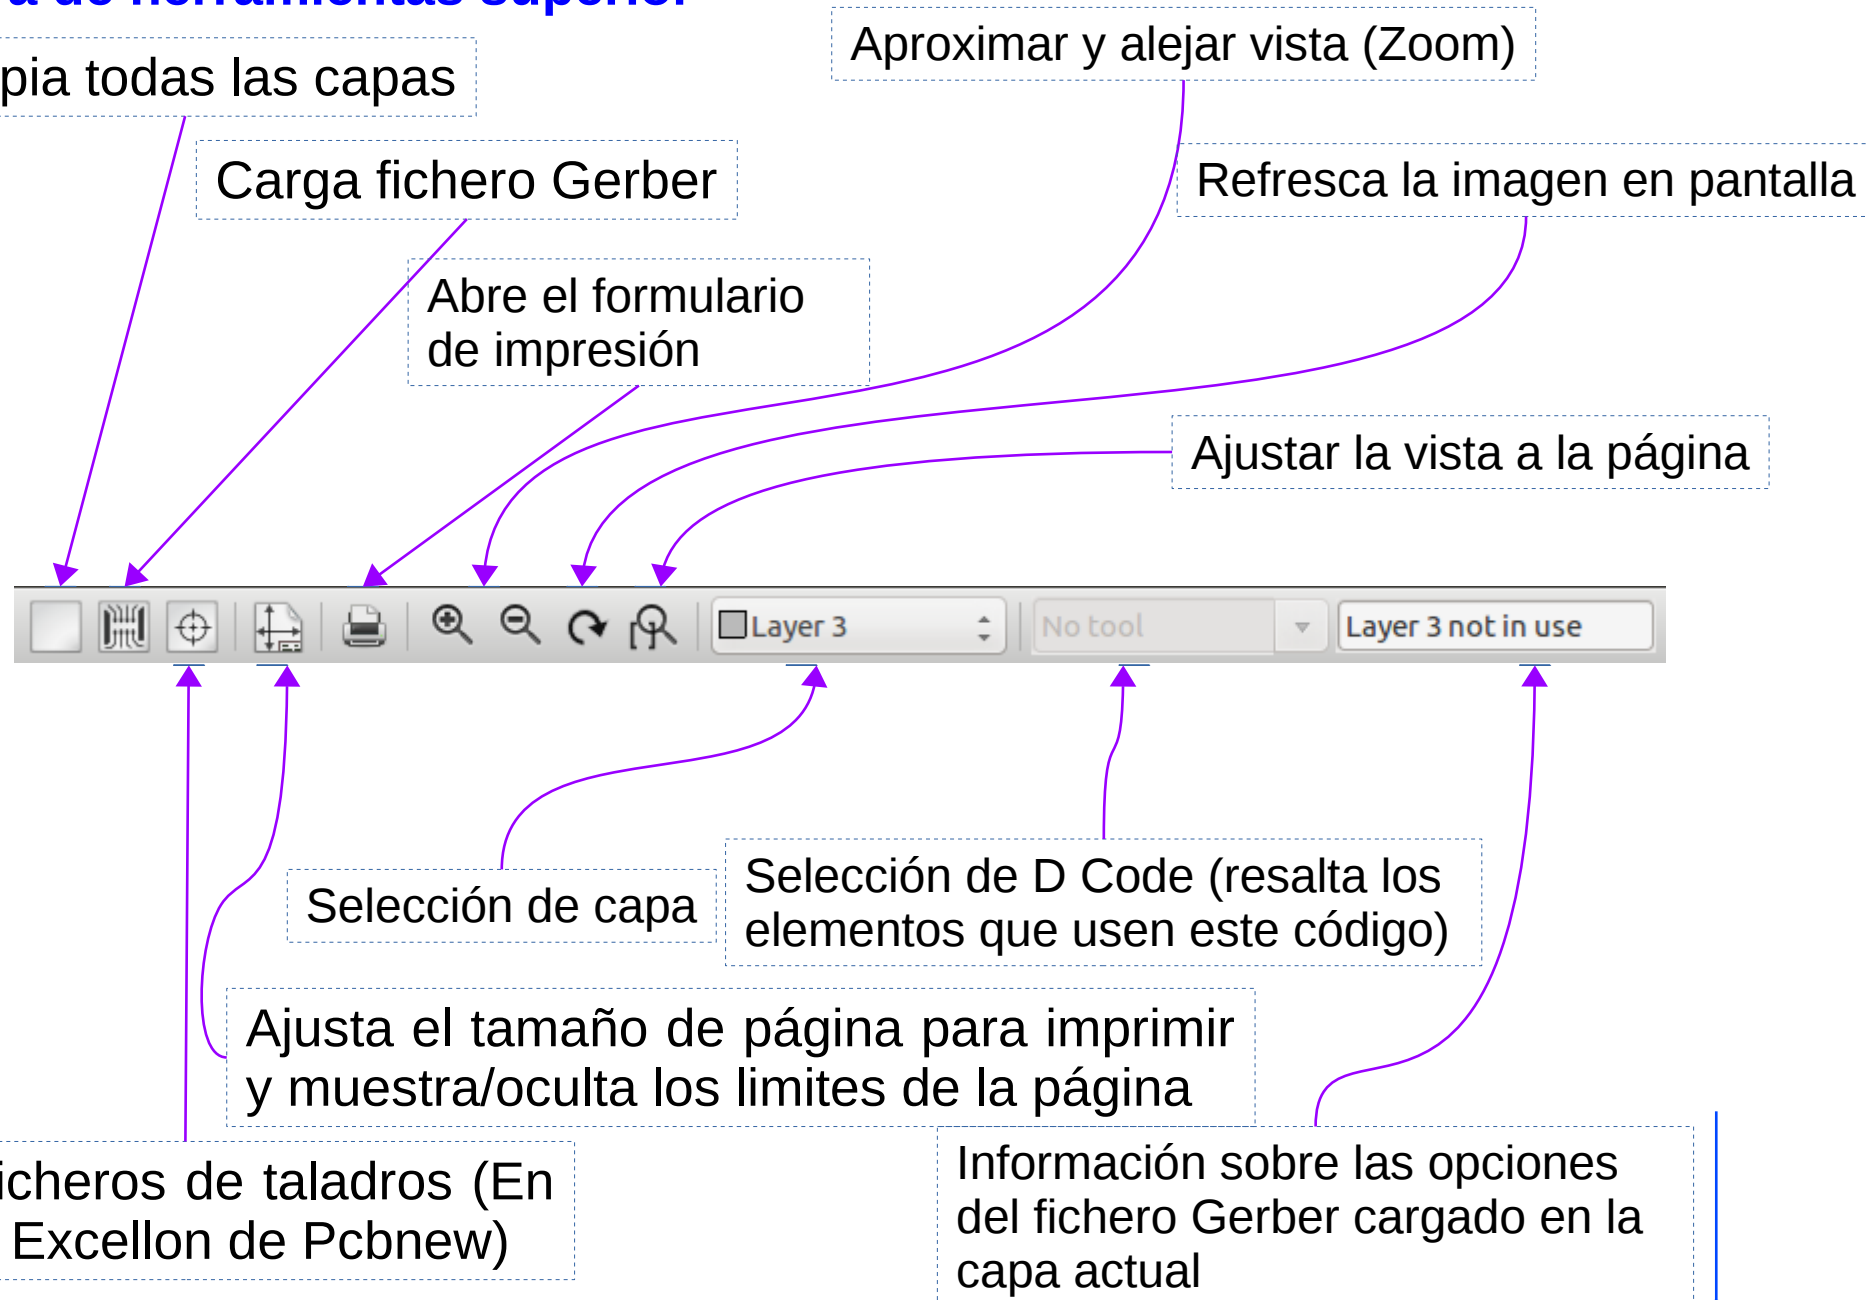 de herramientas superior
todas las capas
Aproximar y alejar vista (Zoom)
Carga fichero Gerber
Refresca la imagen en pantalla
Abre el formulario
de impresión
Ajustar la vista a la página
Layer 3
No tool
Layer 3 not in use
Selección de capa
Selección de D Code (resalta los
elementos que usen este código)
Ajusta el tamaño de página para imprimir
y muestra/oculta los limites de la página
de taladros (En
Excellon de Pcbnew)
Información sobre las opciones
del fichero Gerber cargado en la
capa actual